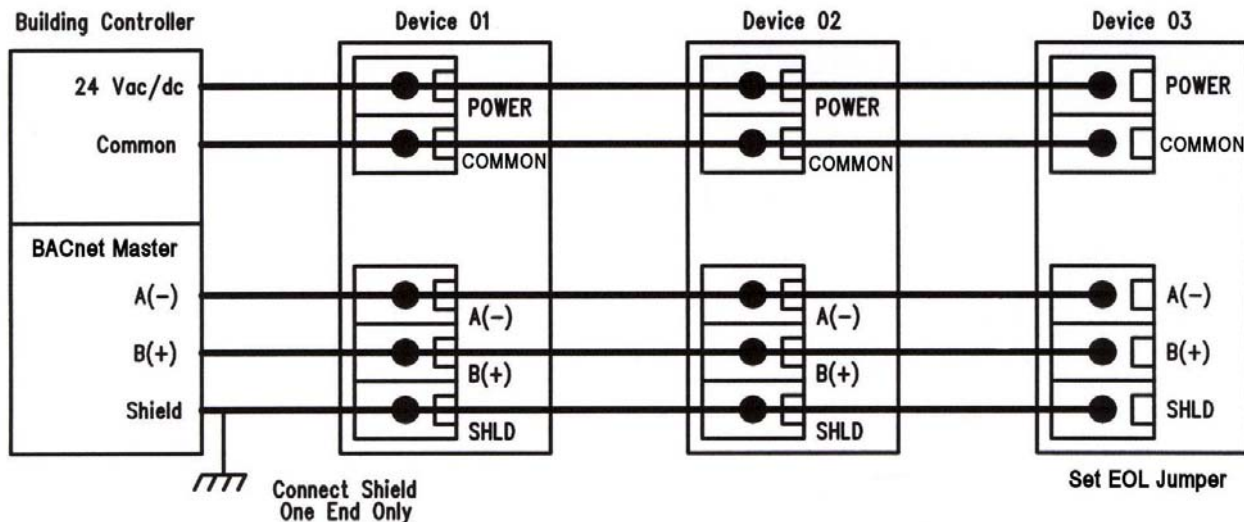 Building Controller
24 Vac/dc
Common
BACnet Master
A(-)
B(+)
Shield
Connect Shield
One End Only
Device 01
POWER
COMMON
A(-)
B(+)
SHLD
Device 02
POWER
COMMON
A(-)
B(+)
SHLD
Device 03
POWER
COMMON
A(-)
B(+)
SHLD
Set EOL Jumper